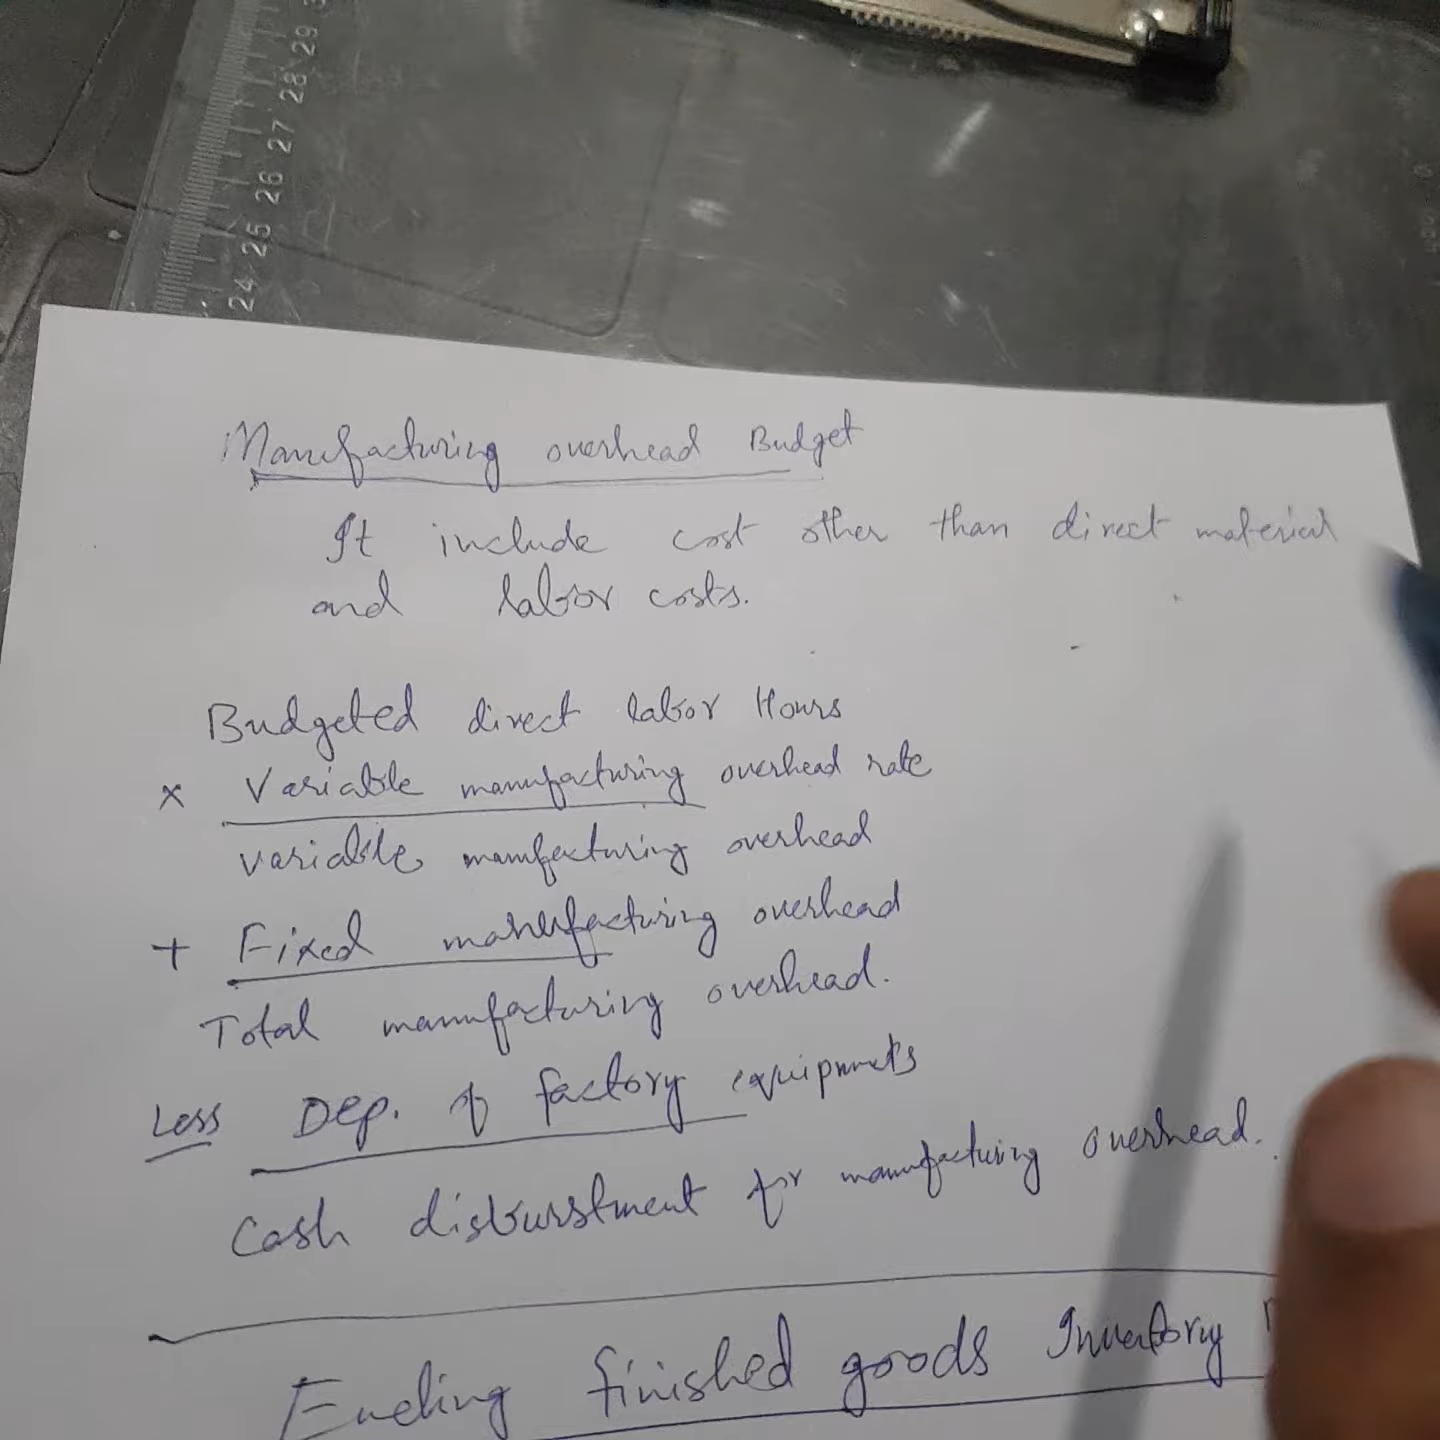 24 25 26 27 28 29
Manufacturing overhead Budget
It include cost other than direct material
and labor costs.
Budgeted direct labor Hours
x Variable manufacturing overhead rate
variable manufacturing overhead
+ Fixed manufacturing overhead
Total manufacturing overhead.
Less Dep. of factory equipments
Cash disburstment for manufacturing overhead.
Ending finished goods Inventory